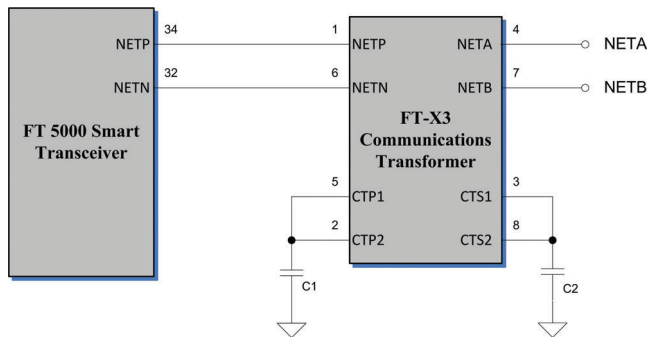 34
NETP
32
NETN
FT 5000 Smart
Transceiver
1
NETP
6
NETN
NETA
4
NETA
NETB
7
NETB
FT-X3
Communications
Transformer
5
CTP1
2
CTP2
CTS1
3
CTS2
8
C1
C2